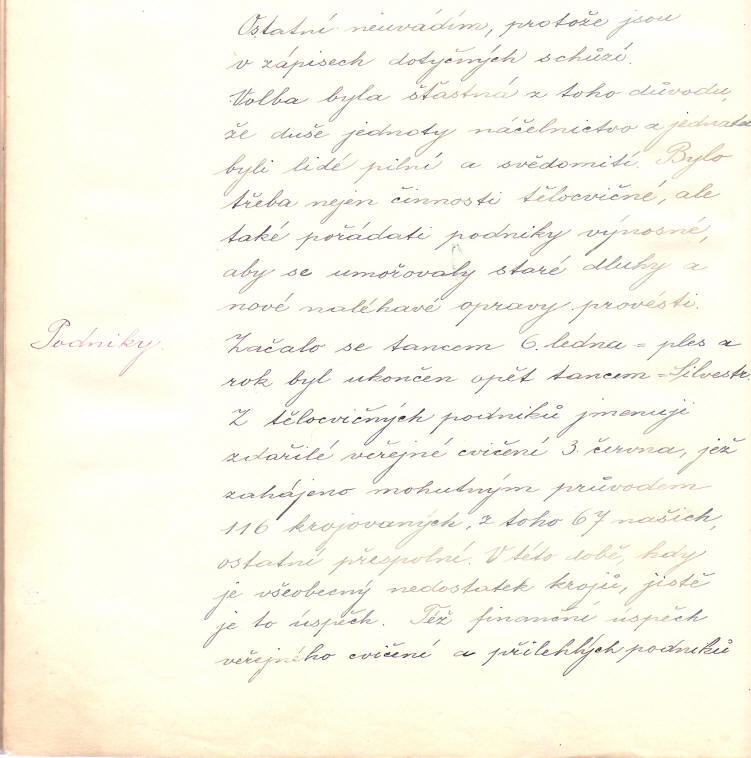 Ostatní neuvádím, protože jsou
v zápisech dotyčných schůzí.
Volba byla šťastná z toho důvodu,
že duše jednoty náčelnictvo a jednatel
byli lidé pilní a svědomití. Bylo
třeba nejen činnosti tělocvičné, ale
také pořádati podniky výnosné,
aby se umořovaly staré dluhy a
nové naléhavé opravy provésti.
Podniky.
Začalo se tancem 6. ledna = ples a
rok byl ukončen opět tancem = Silvestr.
Z tělocvičných podniků jmenuji
zdařilé veřejné cvičení 3. června, jež
zahájeno mohutným průvodem
116 krojovaných, z toho 67 našich,
ostatní přespolní. V této době, kdy
je všeobecný nedostatek krojů, jistě
je to úspěch. Též finanční úspěch
veřejného cvičení a přilehlých podniků